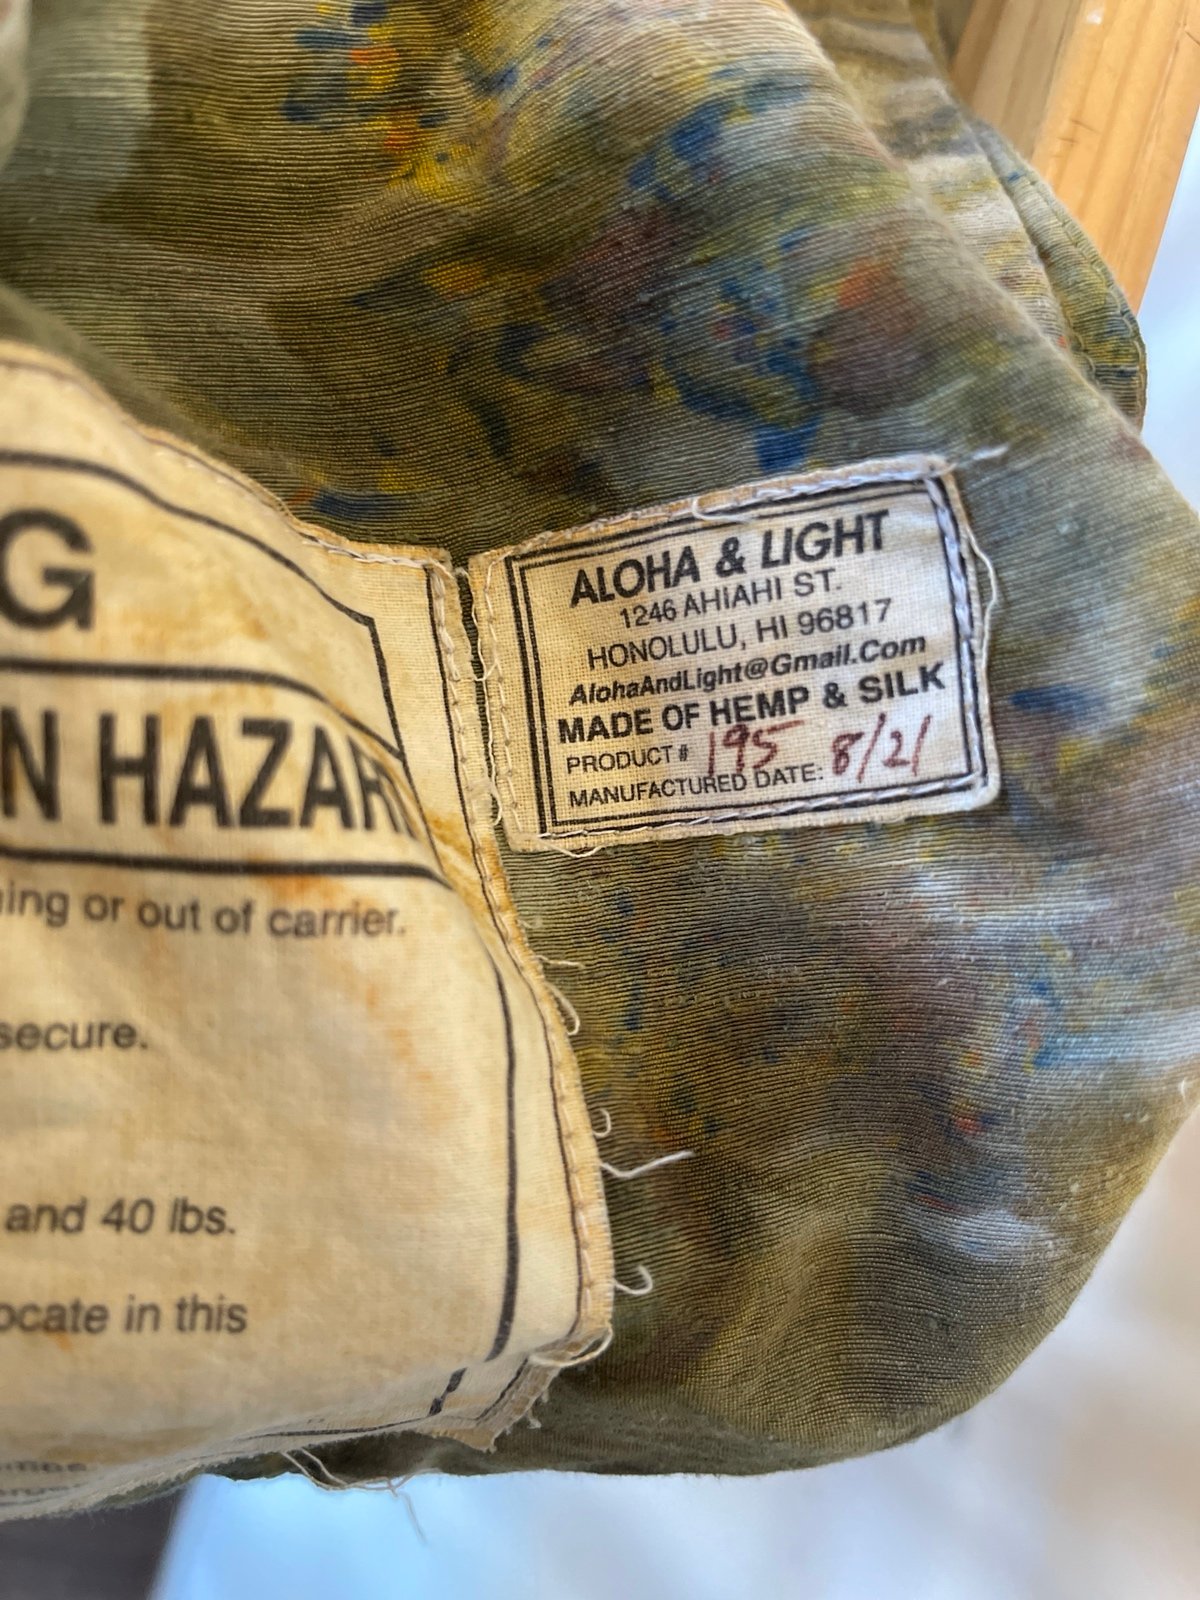 G
N HAZAR
ing or out of carrier.
secure.
and 40 lbs.
ocate in this
ALOHA & LIGHT
1246 AHIAHI ST.
HONOLULU, HI 96817
AlohaAndLight@Gmail.Com
MADE OF HEMP & SILK
PRODUCT# 195
MANUFACTURED DATE: 8/21